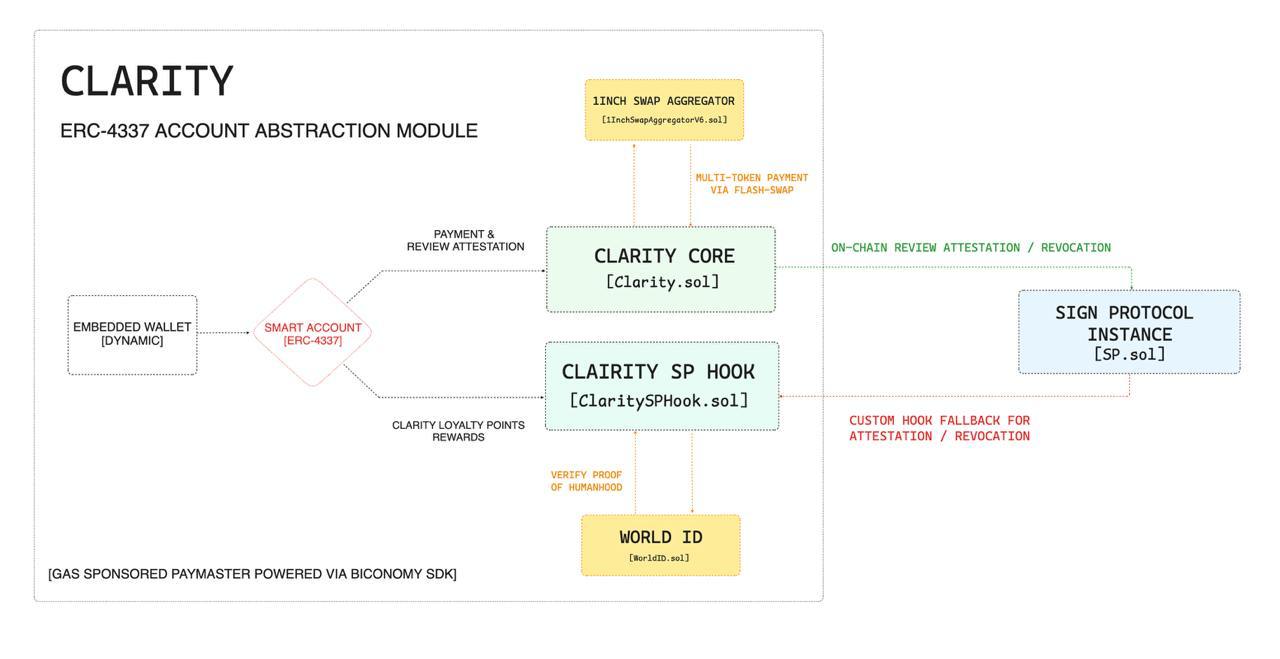 CLARITY
ERC-4337 ACCOUNT ABSTRACTION MODULE
1INCH SWAP AGGREGATOR
[1InchSwapAggregatorV6.sol]
MULTI-TOKEN PAYMENT
VIA FLASH-SWAP
PAYMENT &
REVIEW ATTESTATION
CLARITY CORE
[Clarity.sol]
ON-CHAIN REVIEW ATTESTATION / REVOCATION
EMBEDDED WALLET
[DYNAMIC]
SMART ACCOUNT
[ERC-4337]
SIGN PROTOCOL
INSTANCE
[SP.sol]
CLAIRITY SP HOOK
[ClaritySPHook.sol]
CLARITY LOYALTY POINTS
REWARDS
CUSTOM HOOK FALLBACK FOR
ATTESTATION / REVOCATION
VERIFY PROOF
OF HUMANHOOD
WORLD ID
[WorldID.sol]
[GAS SPONSORED PAYMASTER POWERED VIA BICONOMY SDK]